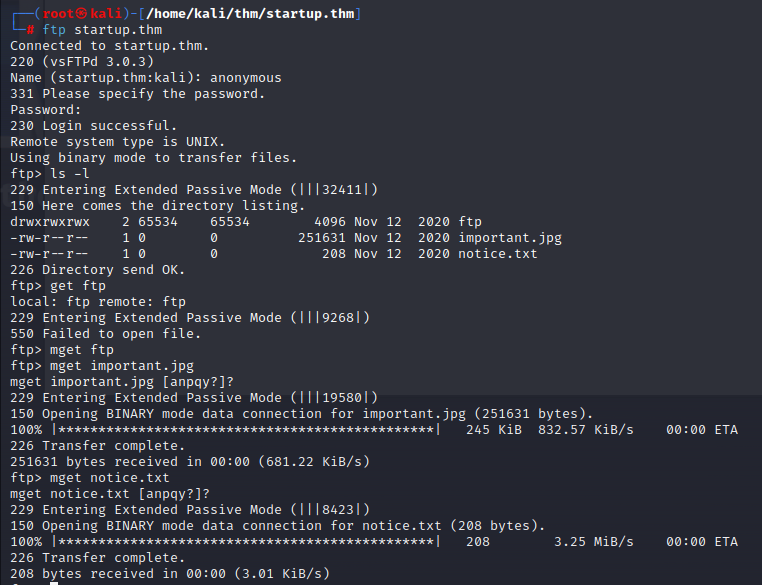 ┌──(root㉿kali)-[/home/kali/thm/startup.thm]
└─# ftp startup.thm
Connected to startup.thm.
220 (vsFTPd 3.0.3)
Name (startup.thm:kali): anonymous
331 Please specify the password.
Password:
230 Login successful.
Remote system type is UNIX.
Using binary mode to transfer files.
ftp> ls -l
229 Entering Extended Passive Mode (|||32411|)
150 Here comes the directory listing.
drwxrwxrwx    2 65534    65534        4096 Nov 12  2020 ftp
-rw-r--r--    1 0        0          251631 Nov 12  2020 important.jpg
-rw-r--r--    1 0        0             208 Nov 12  2020 notice.txt
226 Directory send OK.
ftp> get ftp
local: ftp remote: ftp
229 Entering Extended Passive Mode (|||9268|)
550 Failed to open file.
ftp> mget ftp
ftp> mget important.jpg
mget important.jpg [anpqy?]?
229 Entering Extended Passive Mode (|||19580|)
150 Opening BINARY mode data connection for important.jpg (251631 bytes).
100% |***********************************************|   245 KiB  832.57 KiB/s    00:00 ETA
226 Transfer complete.
251631 bytes received in 00:00 (681.22 KiB/s)
ftp> mget notice.txt
mget notice.txt [anpqy?]?
229 Entering Extended Passive Mode (|||8423|)
150 Opening BINARY mode data connection for notice.txt (208 bytes).
100% |***********************************************|   208        3.25 MiB/s    00:00 ETA
226 Transfer complete.
208 bytes received in 00:00 (3.01 KiB/s)